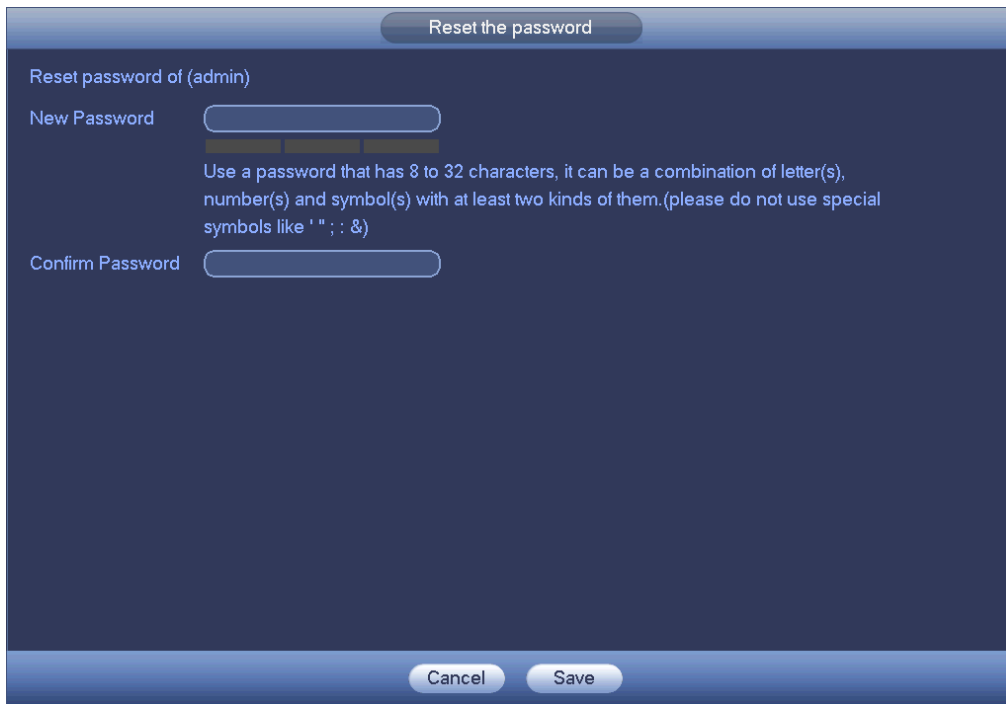 Reset the password
Reset password of (admin)
New Password
Use a password that has 8 to 32 characters, it can be a combination of letter(s),
number(s) and symbol(s) with at least two kinds of them.(please do not use special
symbols like ' " ; : &)
Confirm Password
Cancel Save